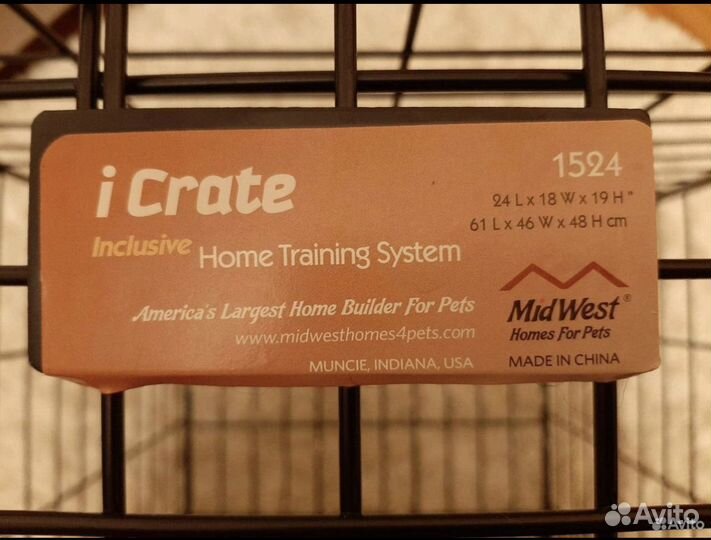 i Crate
1524
24 L x 18 W x 19 H "
61 L x 46 W x 48 H cm
Inclusive Home Training System
America's Largest Home Builder For Pets
www.midwesthomes4pets.com
MUNCIE, INDIANA, USA
MidWest®
Homes For Pets
MADE IN CHINA
Avito
Avito